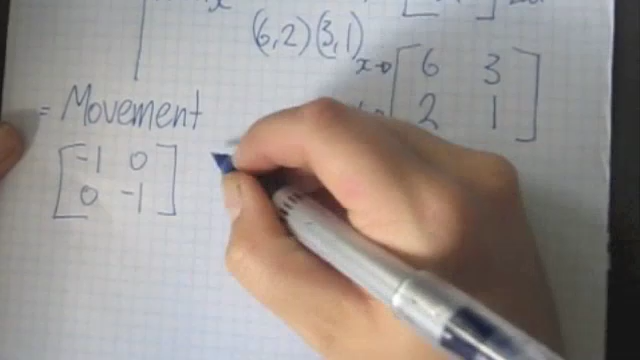 (6,2)(3,1)
x→ [6 3
2 1]
= Movement
[-1 0
0 -1]